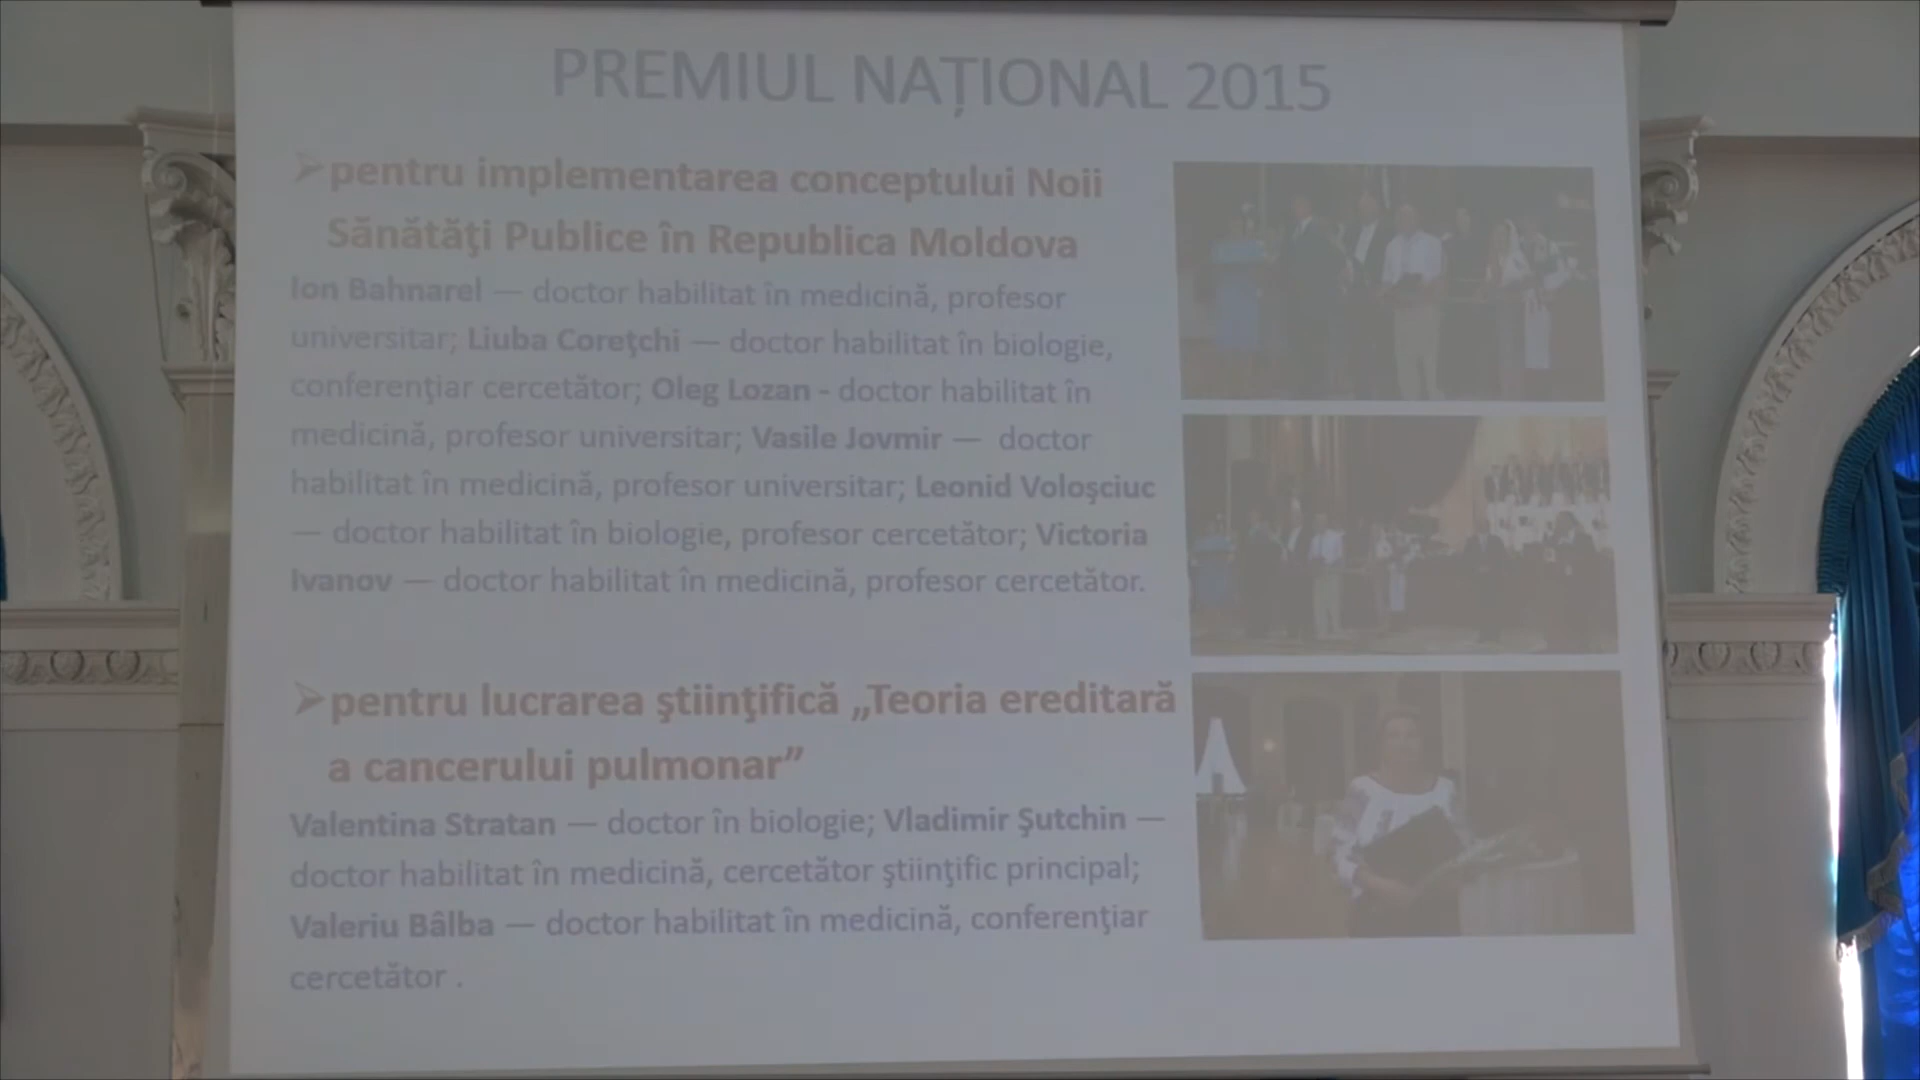 PREMIUL NAȚIONAL 2015
➢pentru implementarea conceptului Noii
Sănătăţi Publice în Republica Moldova
Ion Bahnarel — doctor habilitat în medicină, profesor
universitar; Liuba Coreţchi — doctor habilitat în biologie,
conferenţiar cercetător; Oleg Lozan - doctor habilitat în
medicină, profesor universitar; Vasile Jovmir — doctor
habilitat în medicină, profesor universitar; Leonid Voloşciuc
— doctor habilitat în biologie, profesor cercetător; Victoria
Ivanov — doctor habilitat în medicină, profesor cercetător.
➢pentru lucrarea ştiinţifică „Teoria ereditară
a cancerului pulmonar”
Valentina Stratan — doctor în biologie; Vladimir Şutchin —
doctor habilitat în medicină, cercetător ştiinţific principal;
Valeriu Bâlba — doctor habilitat în medicină, conferenţiar
cercetător .